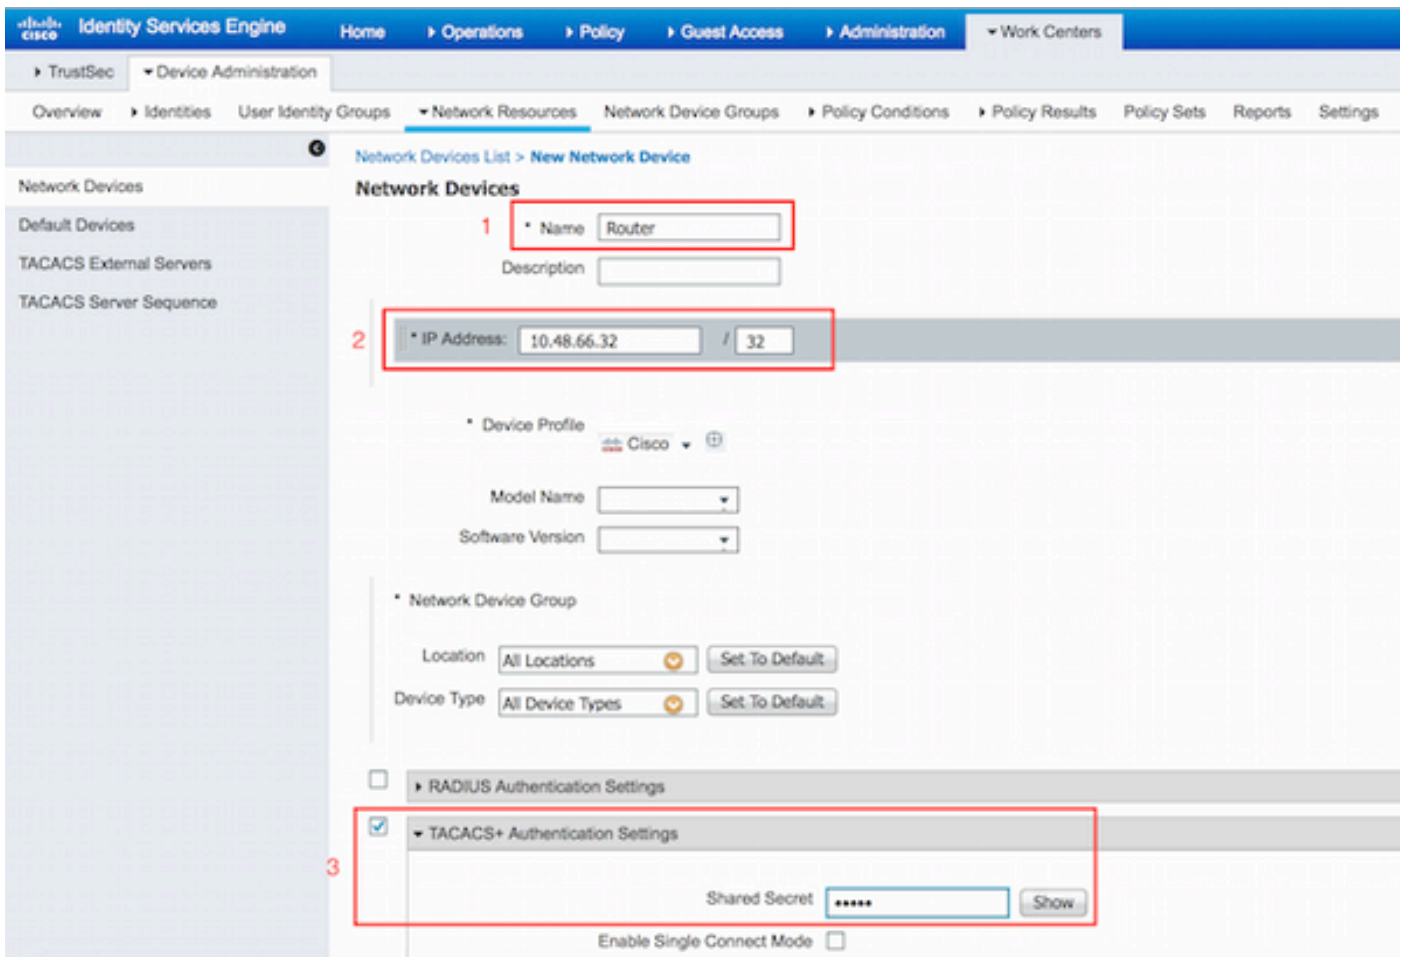 cisco Identity Services Engine Home Operations Policy Guest Access Administration Work Centers
TrustSec Device Administration
Overview Identities User Identity Groups Network Resources Network Device Groups Policy Conditions Policy Results Policy Sets Reports Settings
Network Devices List > New Network Device
Network Devices
Default Devices
TACACS External Servers
TACACS Server Sequence
Network Devices
1 * Name Router
Description
2 * IP Address: 10.48.66.32 / 32
* Device Profile
cisco Cisco
Model Name
Software Version
* Network Device Group
Location All Locations Set To Default
Device Type All Device Types Set To Default
RADIUS Authentication Settings
TACACS+ Authentication Settings
3
Shared Secret ••••• Show
Enable Single Connect Mode